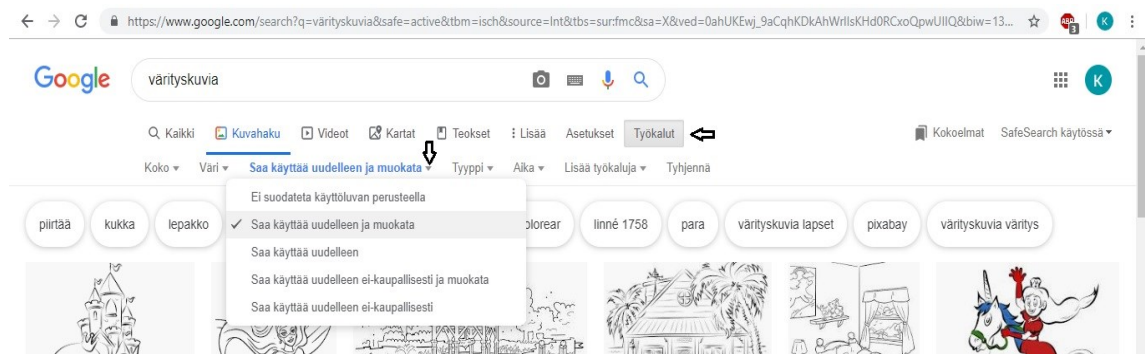 https://www.google.com/search?q=värityskuvia&safe=active&tbm=isch&source=lnt&tbs=sur:fmc&sa=X&ved=0ahUKEwj_9aCqhKDkAhWrlIsKHd0RCxoQpwUIIQ&biw=13... ABP 3 K
Google värityskuvia K
Kaikki Kuvahaku Videot Kartat Teokset Lisää Asetukset Työkalut Kokoelmat SafeSearch käytössä
Koko Väri Saa käyttää uudelleen ja muokata Tyyppi Aika Lisää työkaluja Tyhjennä
Ei suodateta käyttöluvan perusteella
Saa käyttää uudelleen ja muokata
Saa käyttää uudelleen
Saa käyttää uudelleen ei-kaupallisesti ja muokata
Saa käyttää uudelleen ei-kaupallisesti
piirtää kukka lepakko olorear linné 1758 para värityskuvia lapset pixabay värityskuvia väritys